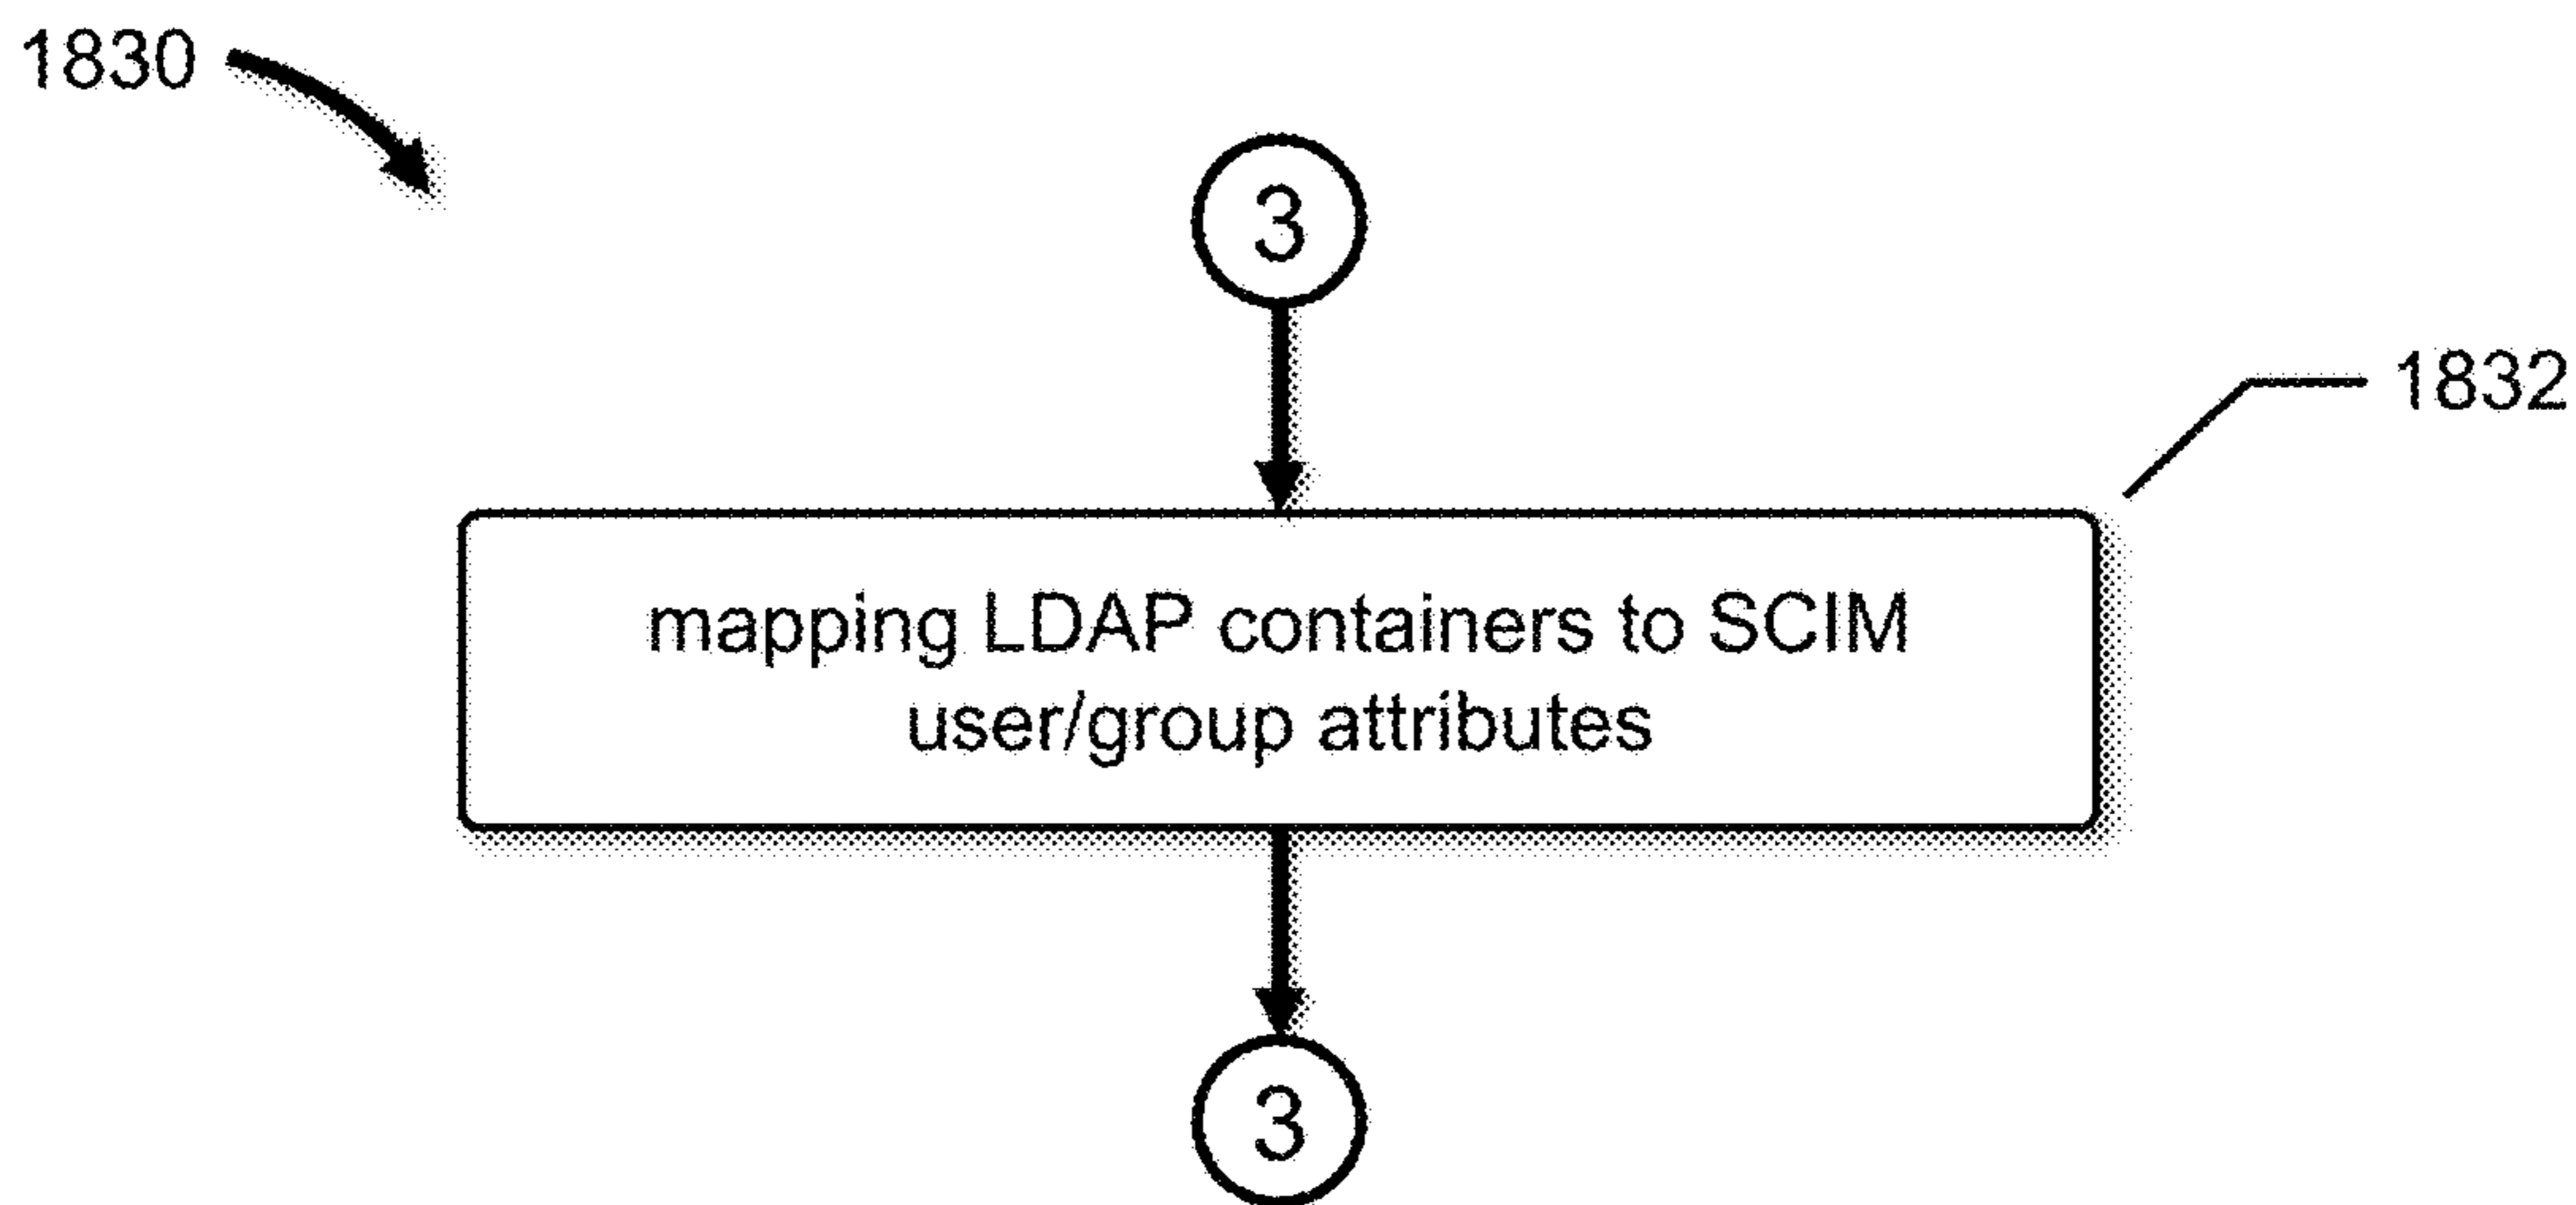 1830
3
1832
mapping LDAP containers to SCIM
user/group attributes
3